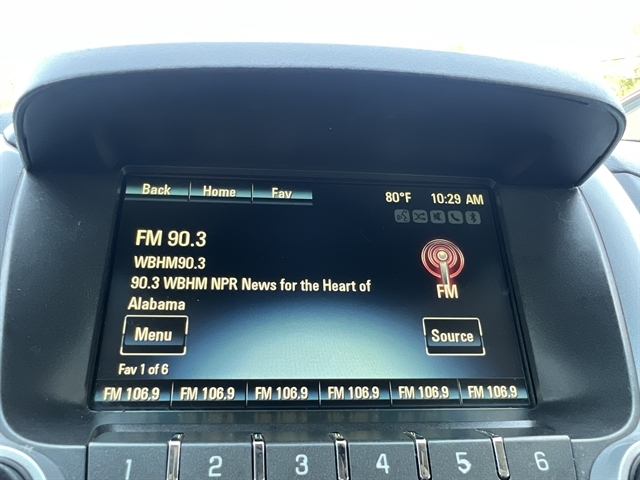 Back Home Fav 80°F 10:29 AM
FM 90.3
WBHM90.3
90.3 WBHM NPR News for the Heart of
Alabama
FM
Menu Source
Fav 1 of 6
FM 106.9 FM 106.9 FM 106.9 FM 106.9 FM 106.9 FM 106.9
1 2 3 4 5 6